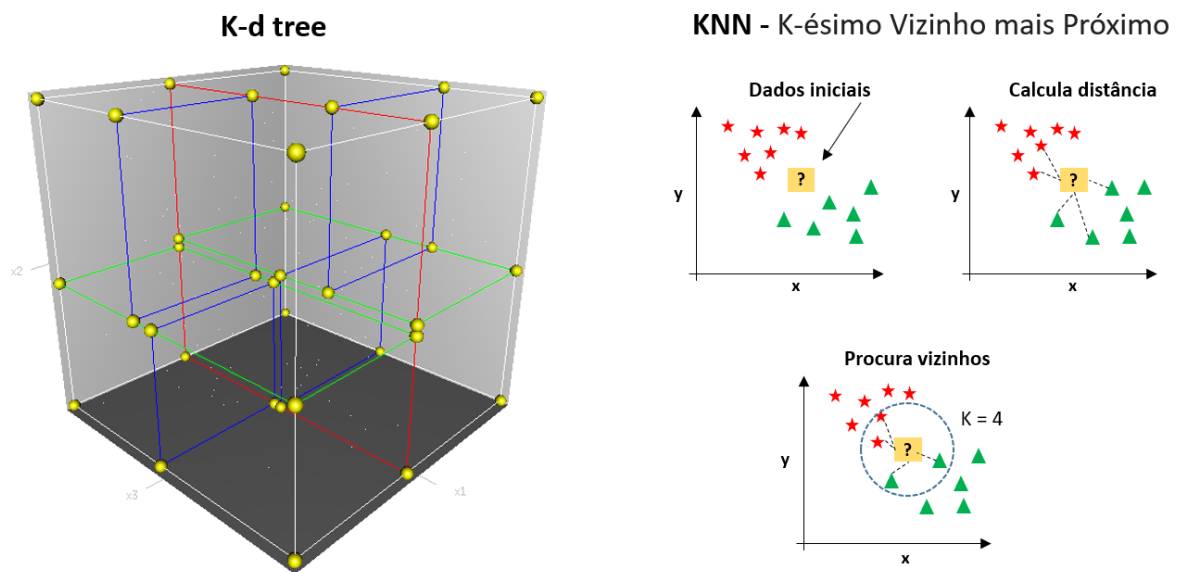 K-d tree
x2
x3
x1
KNN - K-ésimo Vizinho mais Próximo
Dados iniciais
?
y
x
Calcula distância
?
y
x
Procura vizinhos
K = 4
?
y
x